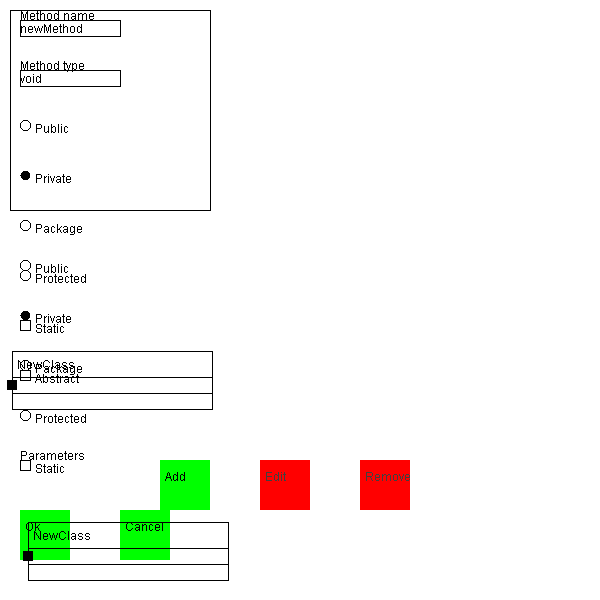 Method name
newMethod
Method type
void
Public
Private
Package
Public
Protected
Private
Static
NewClass
Package
Abstract
Protected
Parameters
Static
Add
Edit
Remove
Ok
Cancel
NewClass